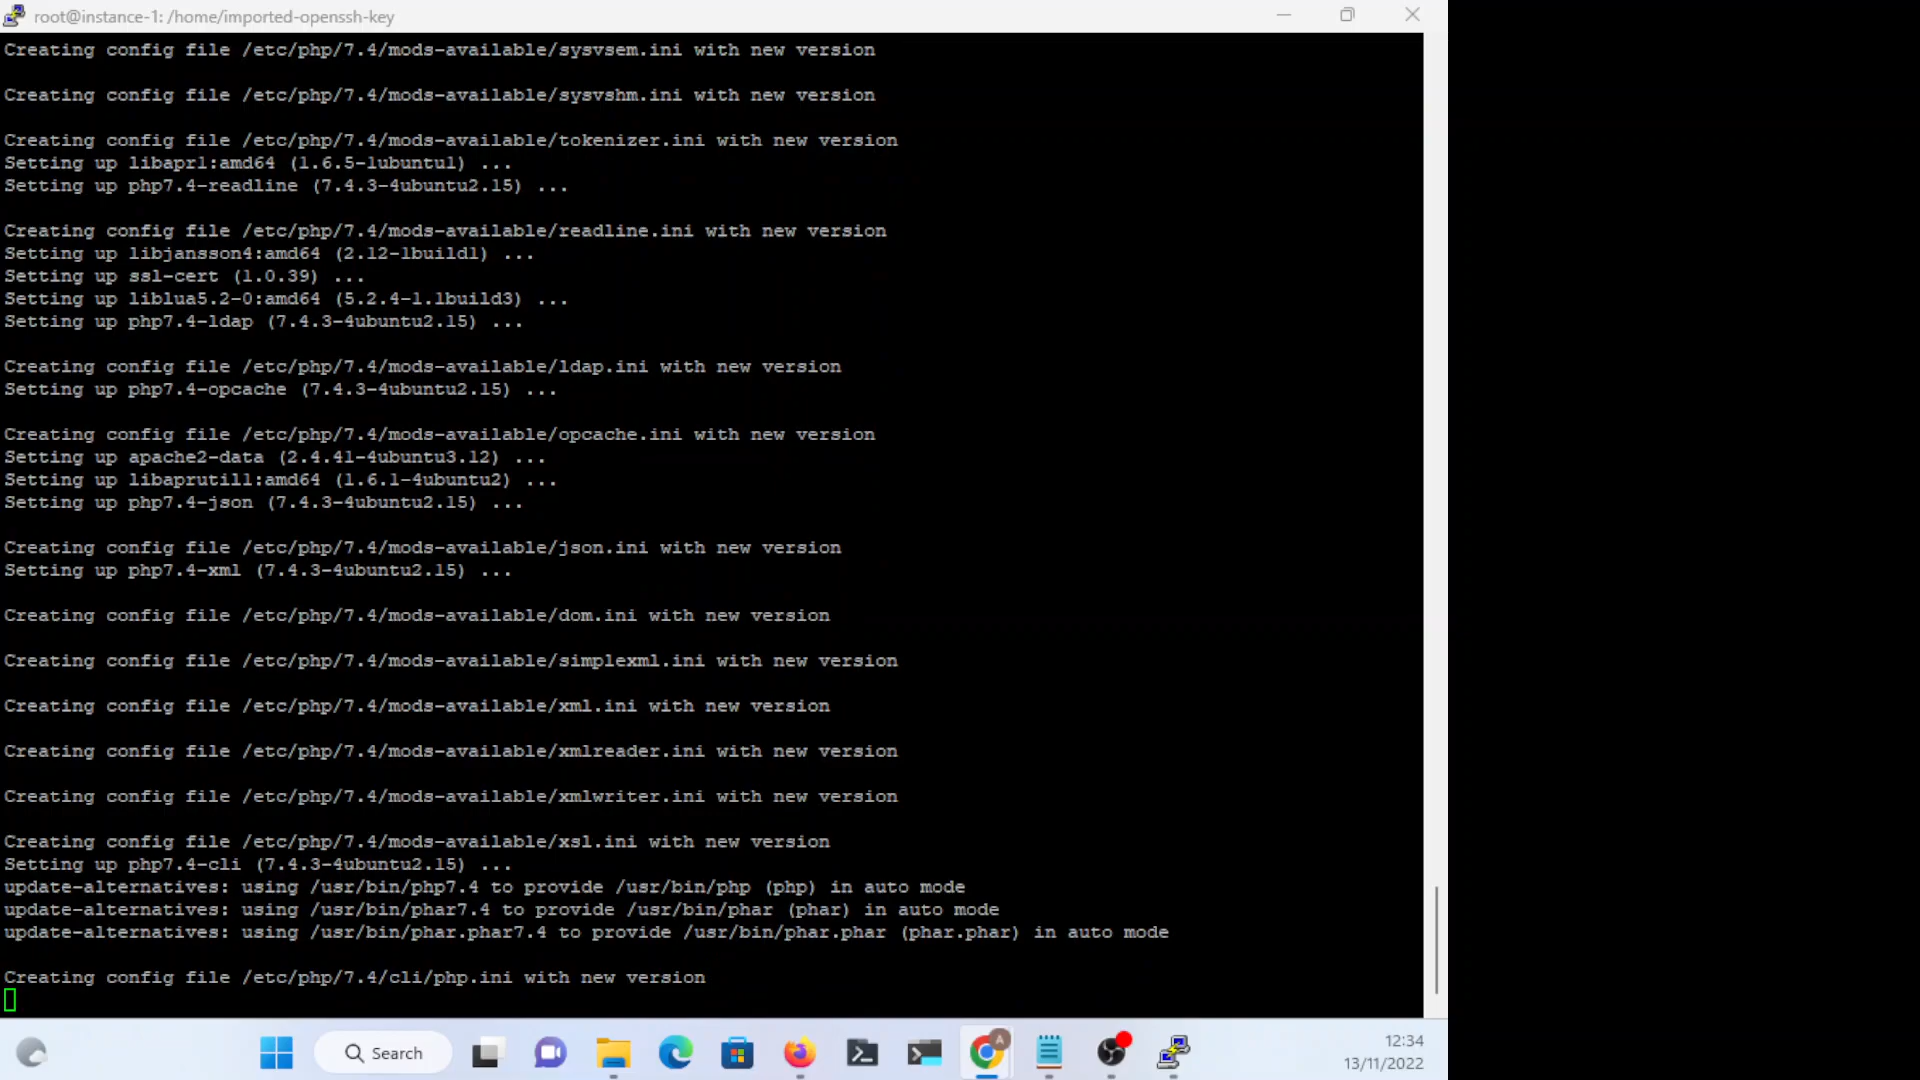 root@instance-1: /home/imported-openssh-key
Creating config file /etc/php/7.4/mods-available/sysvsem.ini with new version
Creating config file /etc/php/7.4/mods-available/sysvshm.ini with new version
Creating config file /etc/php/7.4/mods-available/tokenizer.ini with new version
Setting up libapr1:amd64 (1.6.5-1ubuntu1) ...
Setting up php7.4-readline (7.4.3-4ubuntu2.15) ...
Creating config file /etc/php/7.4/mods-available/readline.ini with new version
Setting up libjansson4:amd64 (2.12-1build1) ...
Setting up ssl-cert (1.0.39) ...
Setting up liblua5.2-0:amd64 (5.2.4-1.1build3) ...
Setting up php7.4-ldap (7.4.3-4ubuntu2.15) ...
Creating config file /etc/php/7.4/mods-available/ldap.ini with new version
Setting up php7.4-opcache (7.4.3-4ubuntu2.15) ...
Creating config file /etc/php/7.4/mods-available/opcache.ini with new version
Setting up apache2-data (2.4.41-4ubuntu3.12) ...
Setting up libaprutil1:amd64 (1.6.1-4ubuntu2) ...
Setting up php7.4-json (7.4.3-4ubuntu2.15) ...
Creating config file /etc/php/7.4/mods-available/json.ini with new version
Setting up php7.4-xml (7.4.3-4ubuntu2.15) ...
Creating config file /etc/php/7.4/mods-available/dom.ini with new version
Creating config file /etc/php/7.4/mods-available/simplexml.ini with new version
Creating config file /etc/php/7.4/mods-available/xml.ini with new version
Creating config file /etc/php/7.4/mods-available/xmlreader.ini with new version
Creating config file /etc/php/7.4/mods-available/xmlwriter.ini with new version
Creating config file /etc/php/7.4/mods-available/xsl.ini with new version
Setting up php7.4-cli (7.4.3-4ubuntu2.15) ...
update-alternatives: using /usr/bin/php7.4 to provide /usr/bin/php (php) in auto mode
update-alternatives: using /usr/bin/phar7.4 to provide /usr/bin/phar (phar) in auto mode
update-alternatives: using /usr/bin/phar.phar7.4 to provide /usr/bin/phar.phar (phar.phar) in auto mode
Creating config file /etc/php/7.4/cli/php.ini with new version
Search
A
12:34
13/11/2022